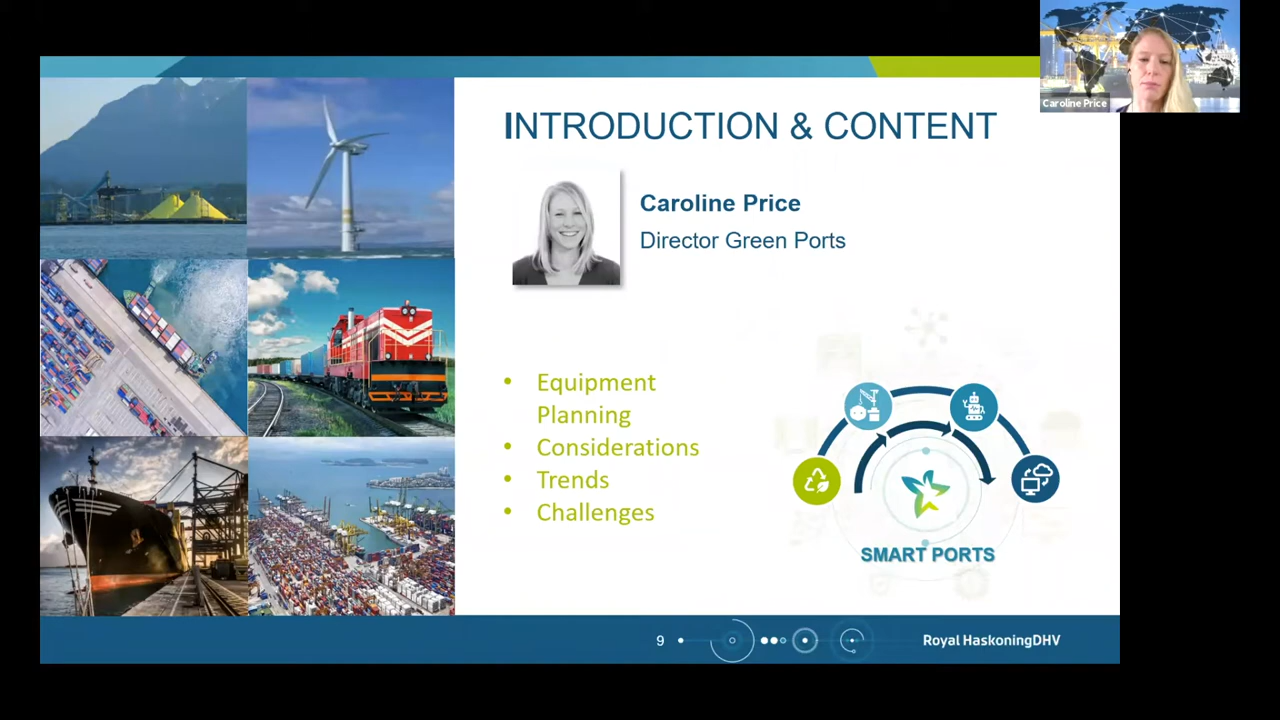 Caroline Price
INTRODUCTION & CONTENT
Caroline Price
Director Green Ports
• Equipment
Planning
• Considerations
• Trends
• Challenges
SMART PORTS
9
Royal HaskoningDHV